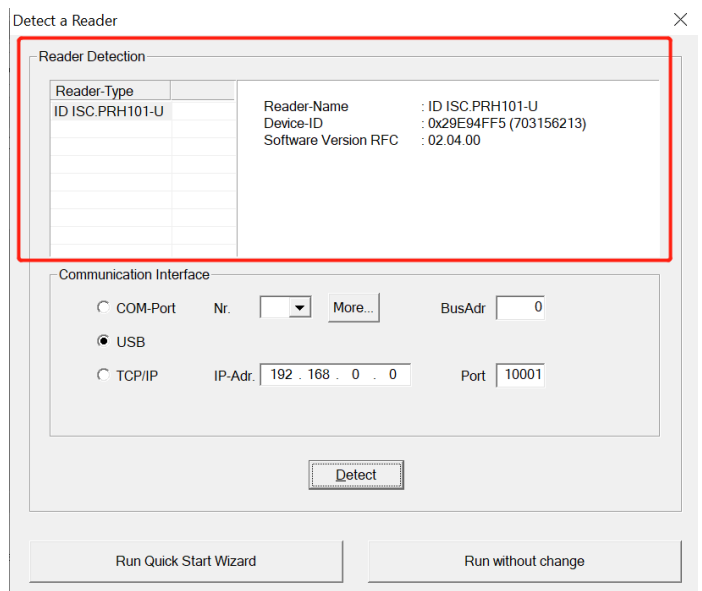 Detect a Reader
Reader Detection
Reader-Type
ID ISC.PRH101-U
Reader-Name : ID ISC.PRH101-U
Device-ID : 0x29E94FF5 (703156213)
Software Version RFC : 02.04.00
Communication Interface
COM-Port Nr. More... BusAdr 0
USB
TCP/IP IP-Adr. 192 . 168 . 0 . 0 Port 10001
Detect
Run Quick Start Wizard Run without change